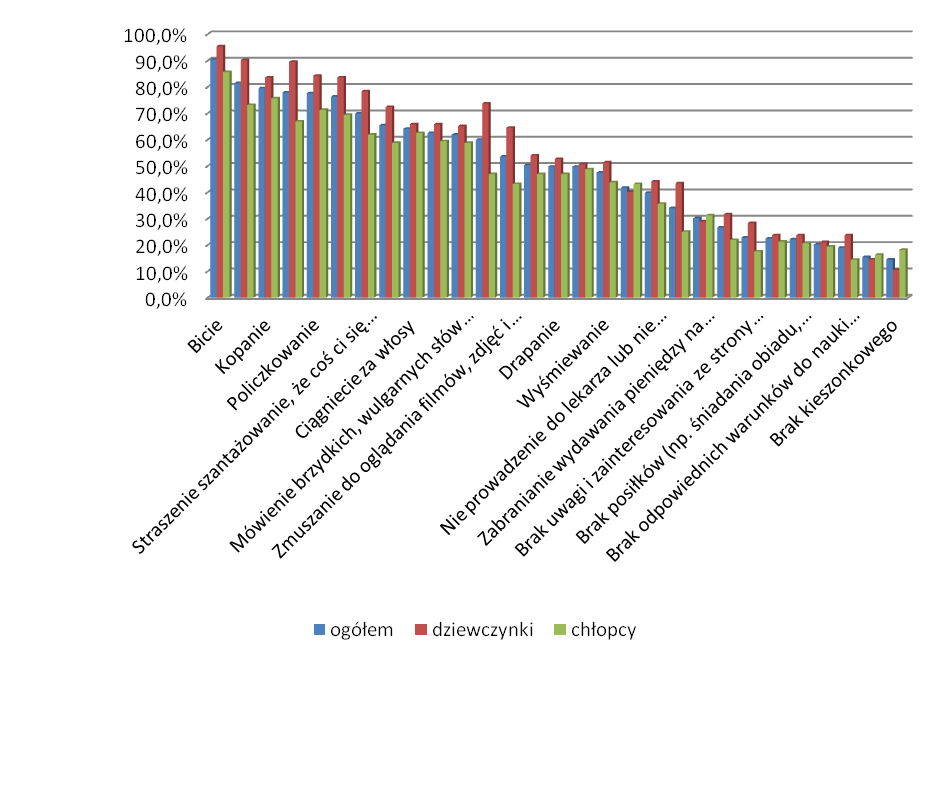 100,0%
90,0%
80,0%
70,0%
60,0%
50,0%
40,0%
30,0%
20,0%
10,0%
0,0%
Bicie
Kopanie
Policzkowanie
Straszenie szantażowanie, że coś ci się...
Ciągniecie za włosy
Mówienie brzydkich, wulgarnych słów...
Zmuszanie do oglądania filmów, zdjęć i...
Drapanie
Wyśmiewanie
Nie prowadzenie do lekarza lub nie...
Zabranianie wydawania pieniędzy na...
Brak uwagi i zainteresowania ze strony...
Brak posiłków (np. śniadania obiadu,...
Brak odpowiednich warunków do nauki...
Brak kieszonkowego
ogółem dziewczynki chłopcy